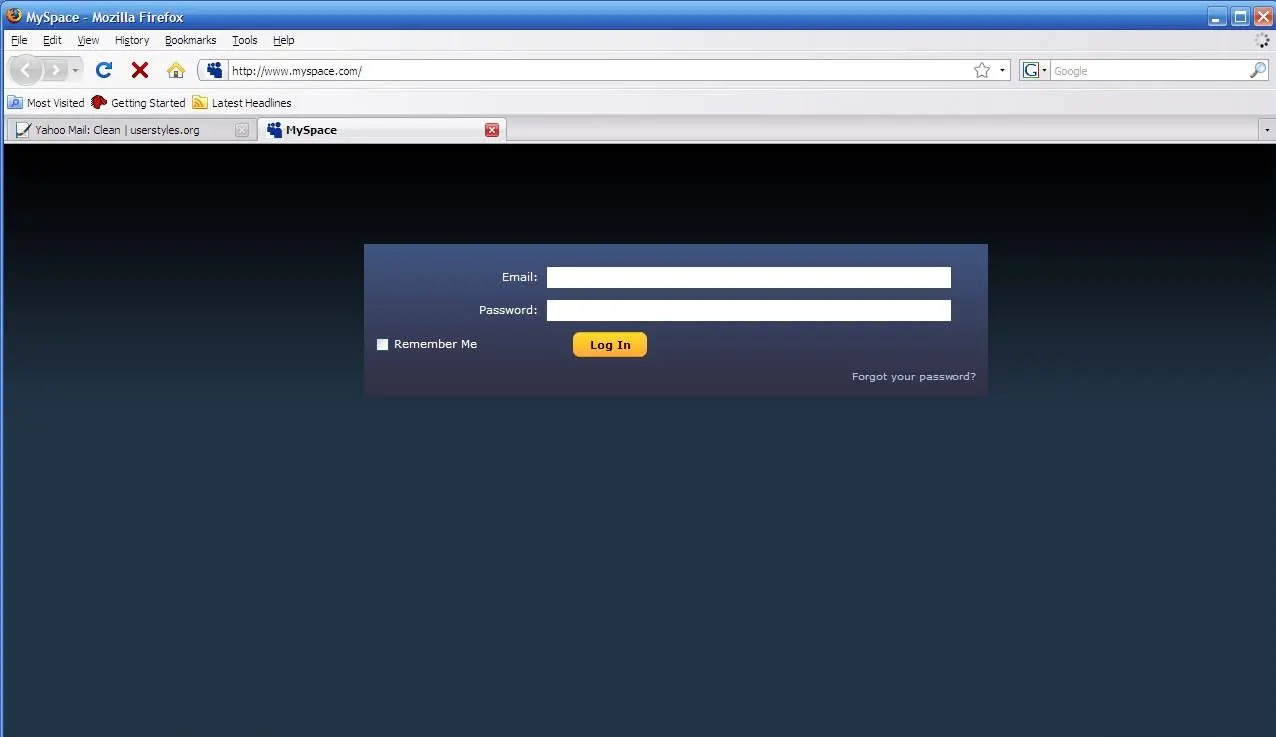 MySpace - Mozilla Firefox
File Edit View History Bookmarks Tools Help
http://www.myspace.com/ G Google
Most Visited Getting Started Latest Headlines
Yahoo Mail: Clean | userstyles.org MySpace
Email:
Password:
Remember Me Log In
Forgot your password?